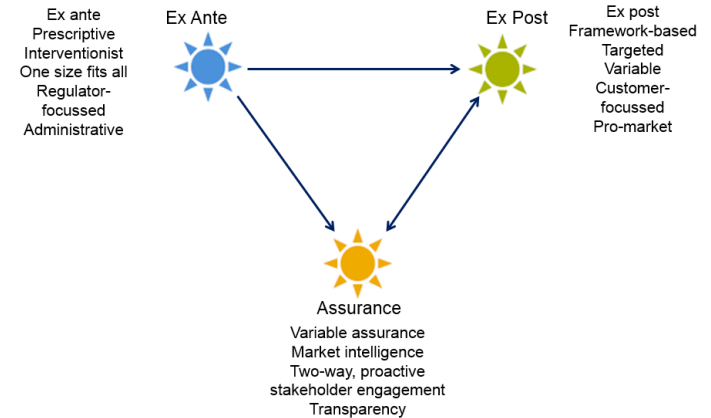 Ex ante
Prescriptive
Interventionist
One size fits all
Regulator-
focussed
Administrative
Ex Ante
Ex Post
Ex post
Framework-based
Targeted
Variable
Customer-
focussed
Pro-market
Assurance
Variable assurance
Market intelligence
Two-way, proactive
stakeholder engagement
Transparency